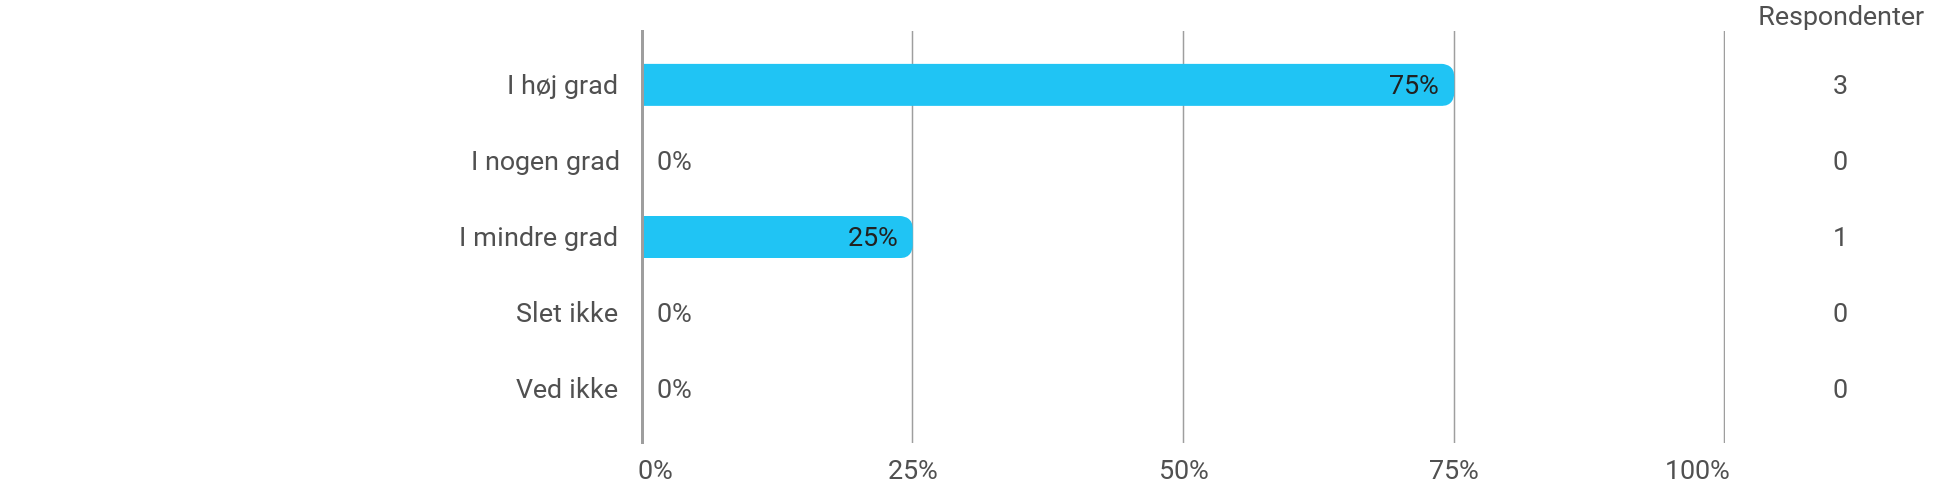 Respondenter
I høj grad 75% 3
I nogen grad 0% 0
I mindre grad 25% 1
Slet ikke 0% 0
Ved ikke 0% 0
0% 25% 50% 75% 100%